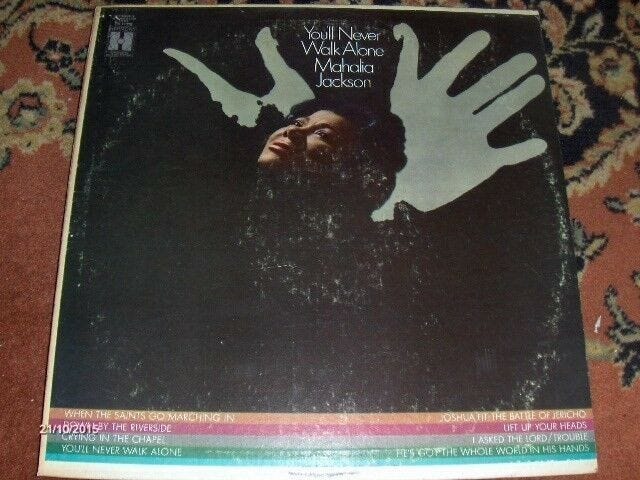 You'll Never
Walk Alone
Mahalia
Jackson
H
WHEN THE SAINTS GO MARCHING IN
DOWN BY THE RIVERSIDE
CRYING IN THE CHAPEL
YOU'LL NEVER WALK ALONE
JOSHUA FIT THE BATTLE OF JERICHO
LIFT UP YOUR HEADS
I ASKED THE LORD/TROUBLE
HE'S GOT THE WHOLE WORLD IN HIS HANDS
21/10/2015